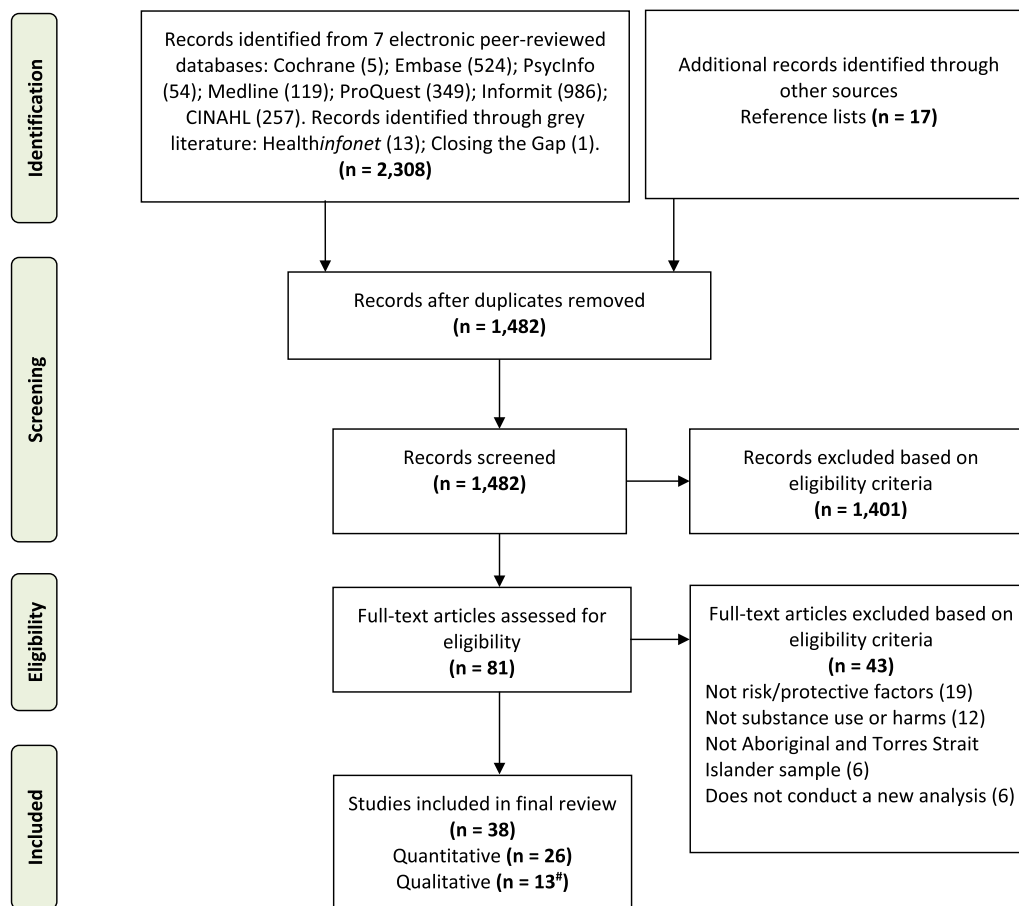 Identification
Records identified from 7 electronic peer-reviewed
databases: Cochrane (5); Embase (524); PsycInfo
(54); Medline (119); ProQuest (349); Informit (986);
CINAHL (257). Records identified through grey
literature: Healthinfonet (13); Closing the Gap (1).
(n = 2,308)
Additional records identified through
other sources
Reference lists (n = 17)
Screening
Records after duplicates removed
(n = 1,482)
Records screened
(n = 1,482)
Records excluded based on
eligibility criteria
(n = 1,401)
Eligibility
Full-text articles assessed for
eligibility
(n = 81)
Full-text articles excluded based on
eligibility criteria
(n = 43)
Not risk/protective factors (19)
Not substance use or harms (12)
Not Aboriginal and Torres Strait
Islander sample (6)
Does not conduct a new analysis (6)
Included
Studies included in final review
(n = 38)
Quantitative (n = 26)
Qualitative (n = 13#)